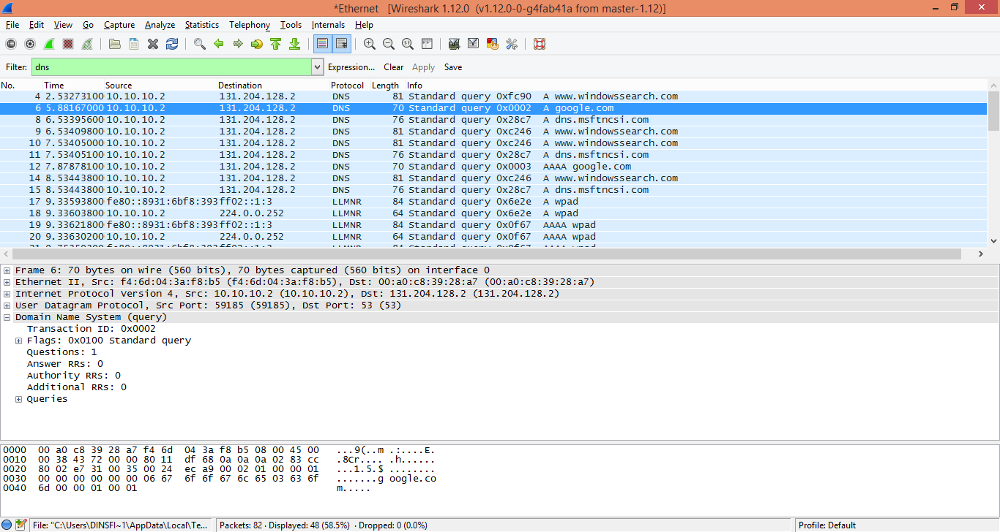 *Ethernet [Wireshark 1.12.0 (v1.12.0-0-g4fab41a from master-1.12)]
File Edit View Go Capture Analyze Statistics Telephony Tools Internals Help
Filter: dns Expression... Clear Apply Save
No. Time Source Destination Protocol Length Info
4 2.53273100 10.10.10.2 131.204.128.2 DNS 81 Standard query 0xfc90 A www.windowssearch.com
6 5.88167000 10.10.10.2 131.204.128.2 DNS 70 Standard query 0x0002 A google.com
8 6.53395600 10.10.10.2 131.204.128.2 DNS 76 Standard query 0x28c7 A dns.msftncsi.com
9 6.53409800 10.10.10.2 131.204.128.2 DNS 81 Standard query 0xc246 A www.windowssearch.com
10 7.53405000 10.10.10.2 131.204.128.2 DNS 81 Standard query 0xc246 A www.windowssearch.com
11 7.53405100 10.10.10.2 131.204.128.2 DNS 76 Standard query 0x28c7 A dns.msftncsi.com
12 7.87878100 10.10.10.2 131.204.128.2 DNS 70 Standard query 0x0003 AAAA google.com
14 8.53443800 10.10.10.2 131.204.128.2 DNS 81 Standard query 0xc246 A www.windowssearch.com
15 8.53443800 10.10.10.2 131.204.128.2 DNS 76 Standard query 0x28c7 A dns.msftncsi.com
17 9.33593800 fe80::8931:6bf8:393 ff02::1:3 LLMNR 84 Standard query 0x6e2e A wpad
18 9.33603800 10.10.10.2 224.0.0.252 LLMNR 64 Standard query 0x6e2e A wpad
19 9.33621800 fe80::8931:6bf8:393 ff02::1:3 LLMNR 84 Standard query 0x0f67 AAAA wpad
20 9.33630200 10.10.10.2 224.0.0.252 LLMNR 64 Standard query 0x0f67 AAAA wpad
Frame 6: 70 bytes on wire (560 bits), 70 bytes captured (560 bits) on interface 0
Ethernet II, Src: f4:6d:04:3a:f8:b5 (f4:6d:04:3a:f8:b5), Dst: 00:a0:c8:39:28:a7 (00:a0:c8:39:28:a7)
Internet Protocol Version 4, Src: 10.10.10.2 (10.10.10.2), Dst: 131.204.128.2 (131.204.128.2)
User Datagram Protocol, Src Port: 59185 (59185), Dst Port: 53 (53)
Domain Name System (query)
Transaction ID: 0x0002
Flags: 0x0100 Standard query
Questions: 1
Answer RRs: 0
Authority RRs: 0
Additional RRs: 0
Queries
0000 00 a0 c8 39 28 a7 f4 6d 04 3a f8 b5 08 00 45 00 ...9(..m .:....E.
0010 00 38 43 72 00 00 80 11 df 68 0a 0a 0a 02 83 cc .8Cr.... .h......
0020 80 02 e7 31 00 35 00 24 ec a9 00 02 01 00 00 01 ...1.5.$ ........
0030 00 00 00 00 00 00 06 67 6f 6f 67 6c 65 03 63 6f .......g oogle.co
0040 6d 00 00 01 00 01 m.....
File: "C:\Users\DINSFI~1\AppData\Local\Te... Packets: 82 · Displayed: 48 (58.5%) · Dropped: 0 (0.0%) Profile: Default